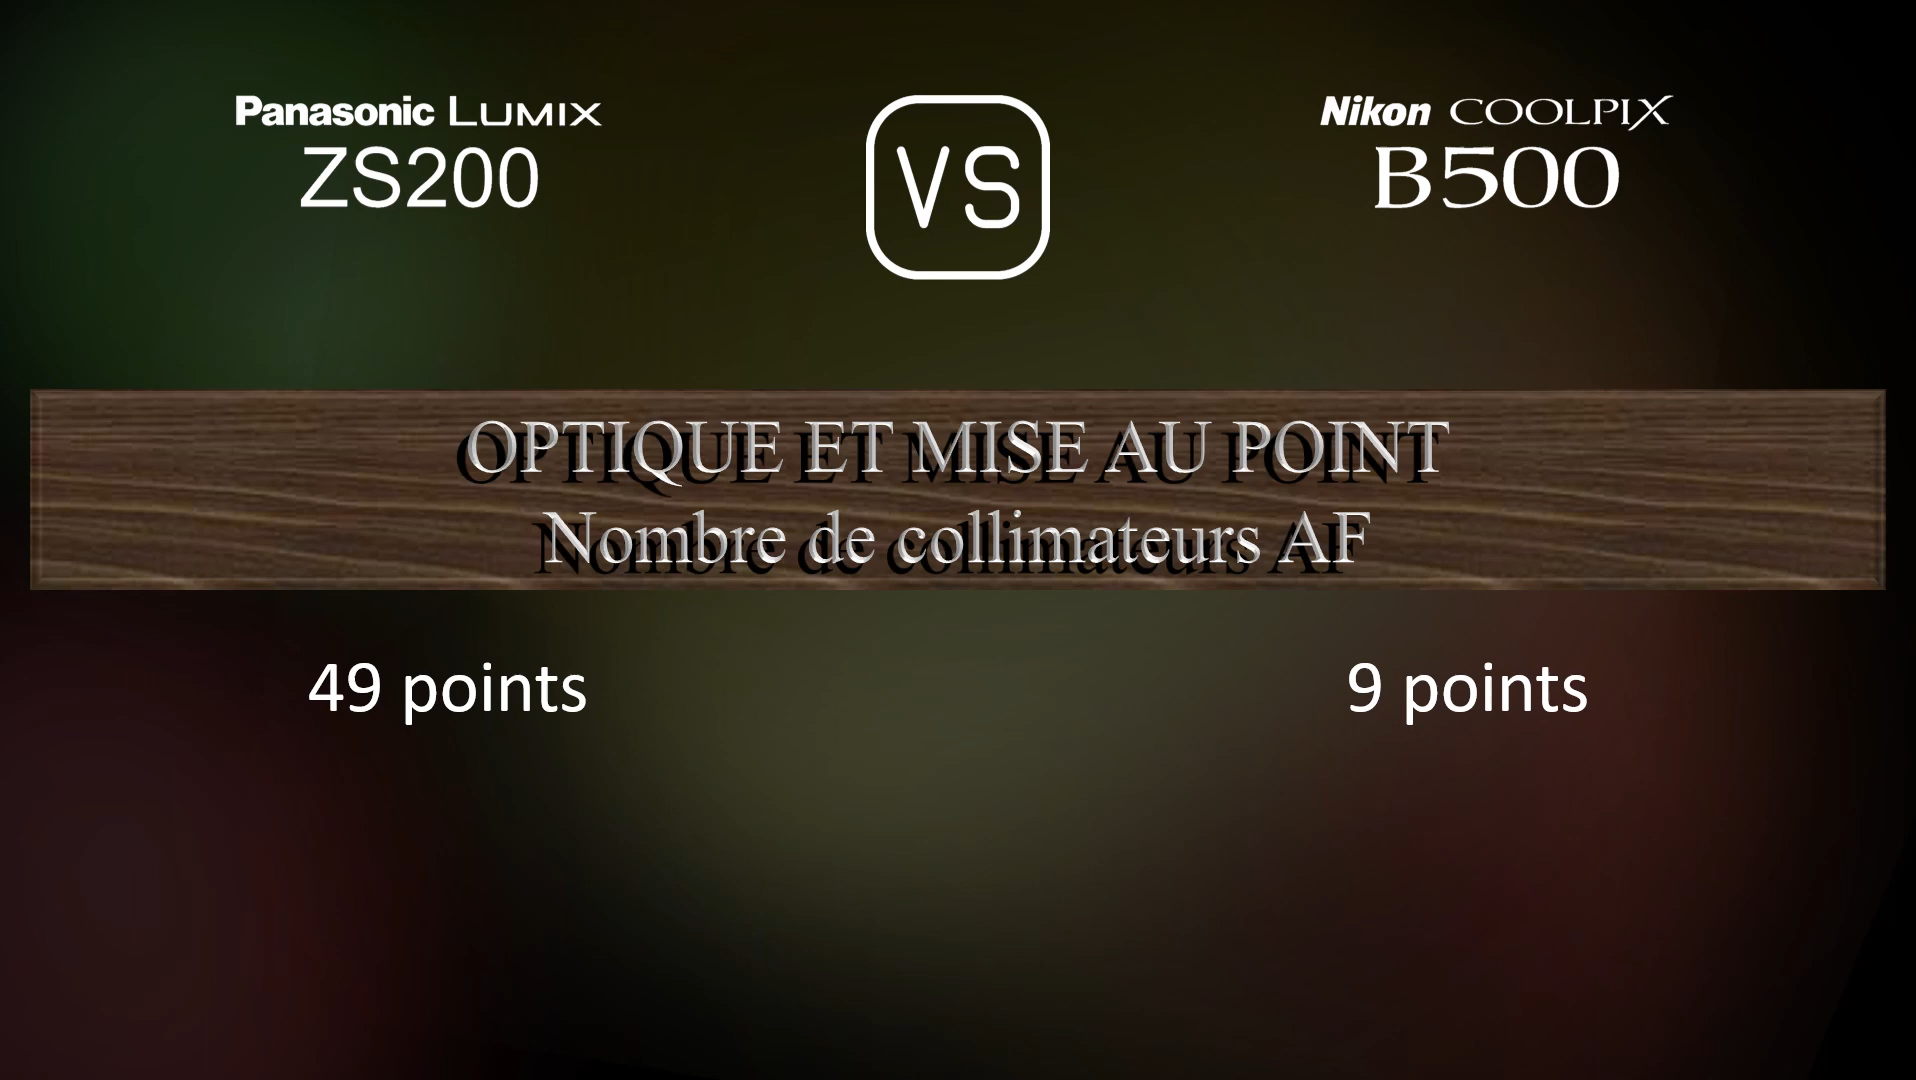 Panasonic LUMIX
ZS200
VS
Nikon COOLPIX
B500
OPTIQUE ET MISE AU POINT
Nombre de collimateurs AF
49 points
9 points